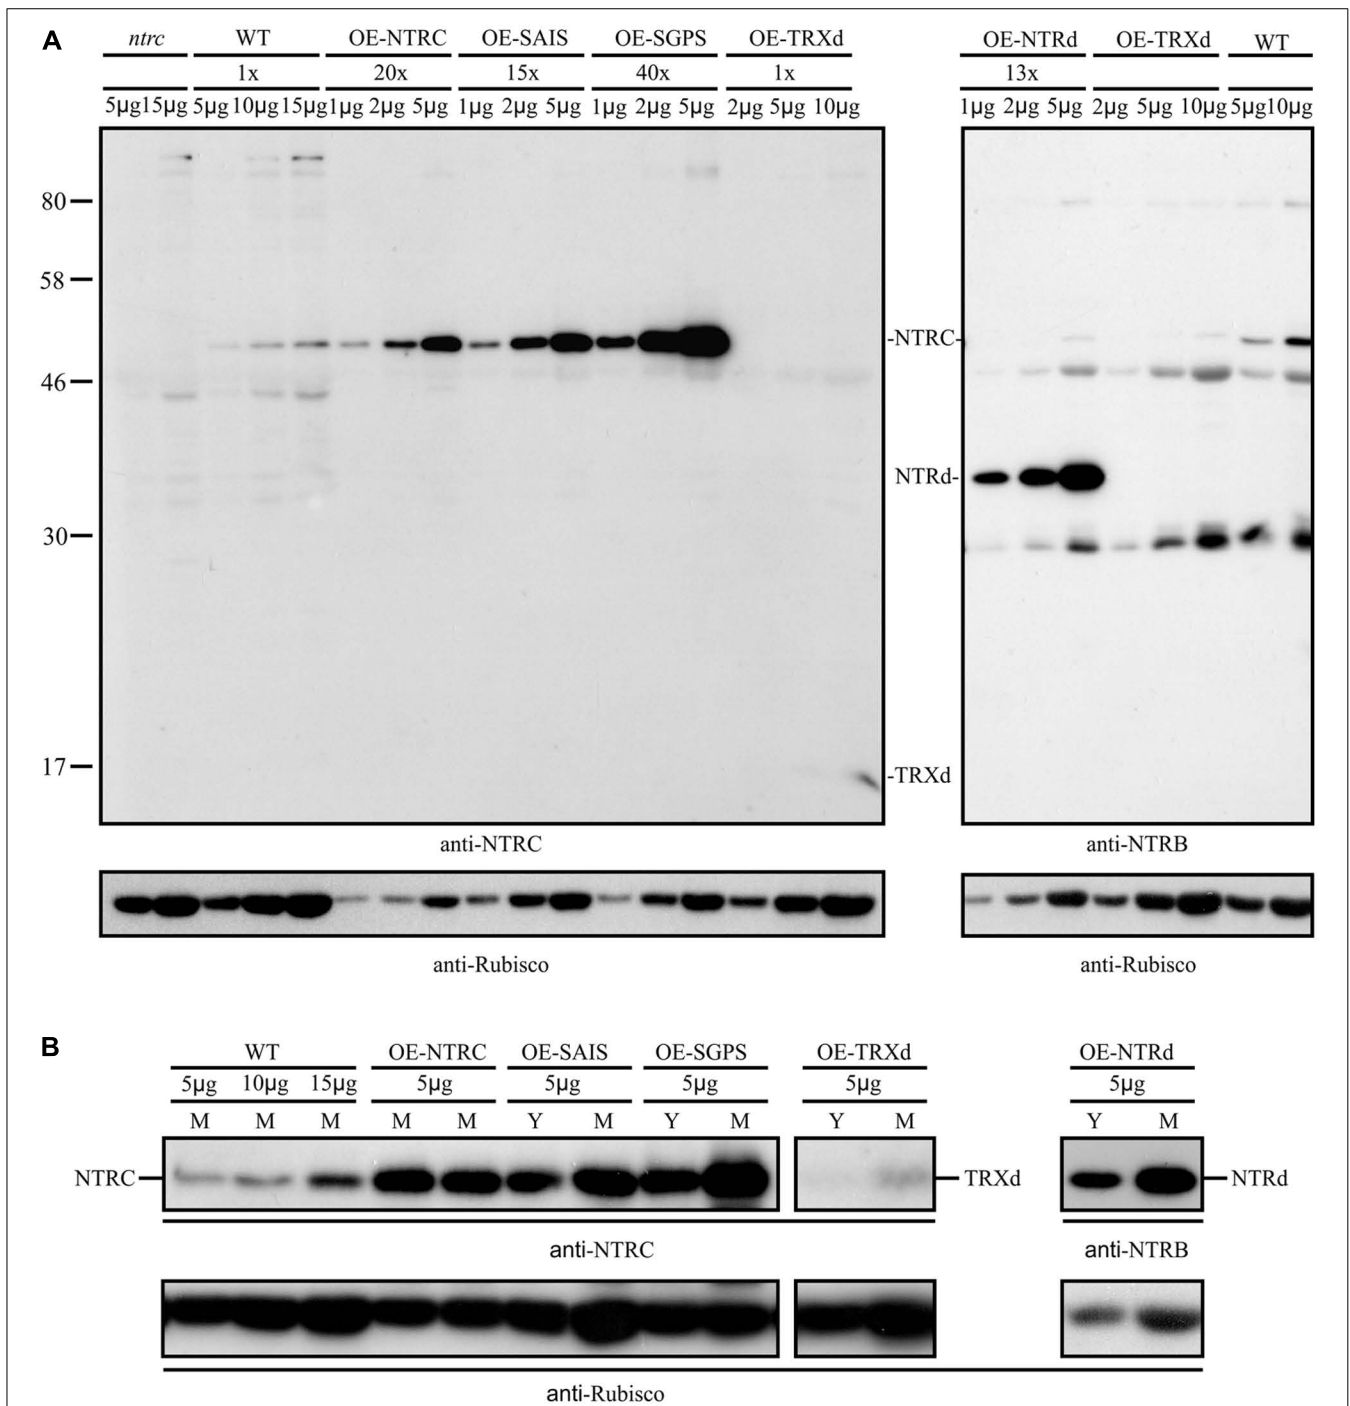 A
ntrc WT OE-NTRC OE-SAIS OE-SGPS OE-TRXd OE-NTRd OE-TRXd WT
1x 20x 15x 40x 1x 13x
5µg 15µg 5µg 10µg 15µg 1µg 2µg 5µg 1µg 2µg 5µg 1µg 2µg 5µg 2µg 5µg 10µg 1µg 2µg 5µg 2µg 5µg 10µg 5µg 10µg
80
58
-NTRC-
46
NTRd-
30
17
-TRXd
anti-NTRC anti-NTRB
anti-Rubisco anti-Rubisco
B
WT OE-NTRC OE-SAIS OE-SGPS OE-TRXd OE-NTRd
5µg 10µg 15µg 5µg 5µg 5µg 5µg 5µg
M M M M M Y M Y M Y M Y M
NTRC TRXd NTRd
anti-NTRC anti-NTRB
anti-Rubisco